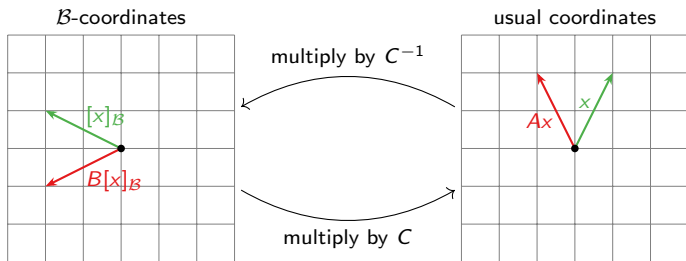 𝓑-coordinates
usual coordinates
multiply by C⁻¹
[x]𝓑
Ax
x
B[x]𝓑
multiply by C